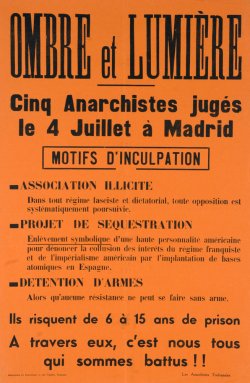 OMBRE et LUMIÈRE
Cinq Anarchistes jugés
le 4 Juillet à Madrid
MOTIFS D'INCULPATION
ASSOCIATION ILLICITE
Dans tout régime fasciste et dictatorial, toute opposition est
systématiquement poursuivie.
PROJET DE SEQUESTRATION
Enlèvement symbolique d'une haute personnalité américaine
pour dénoncer la collusion des intérêts du régime franquiste
et de l'impérialisme américain par l'implantation de bases
atomiques en Espagne.
DETENTION D'ARMES
Alors qu'aucune résistance ne peut se faire sans arme.
Ils risquent de 6 à 15 ans de prison
A travers eux, c'est nous tous
qui sommes battus !!
Les Anarchistes Toulousains